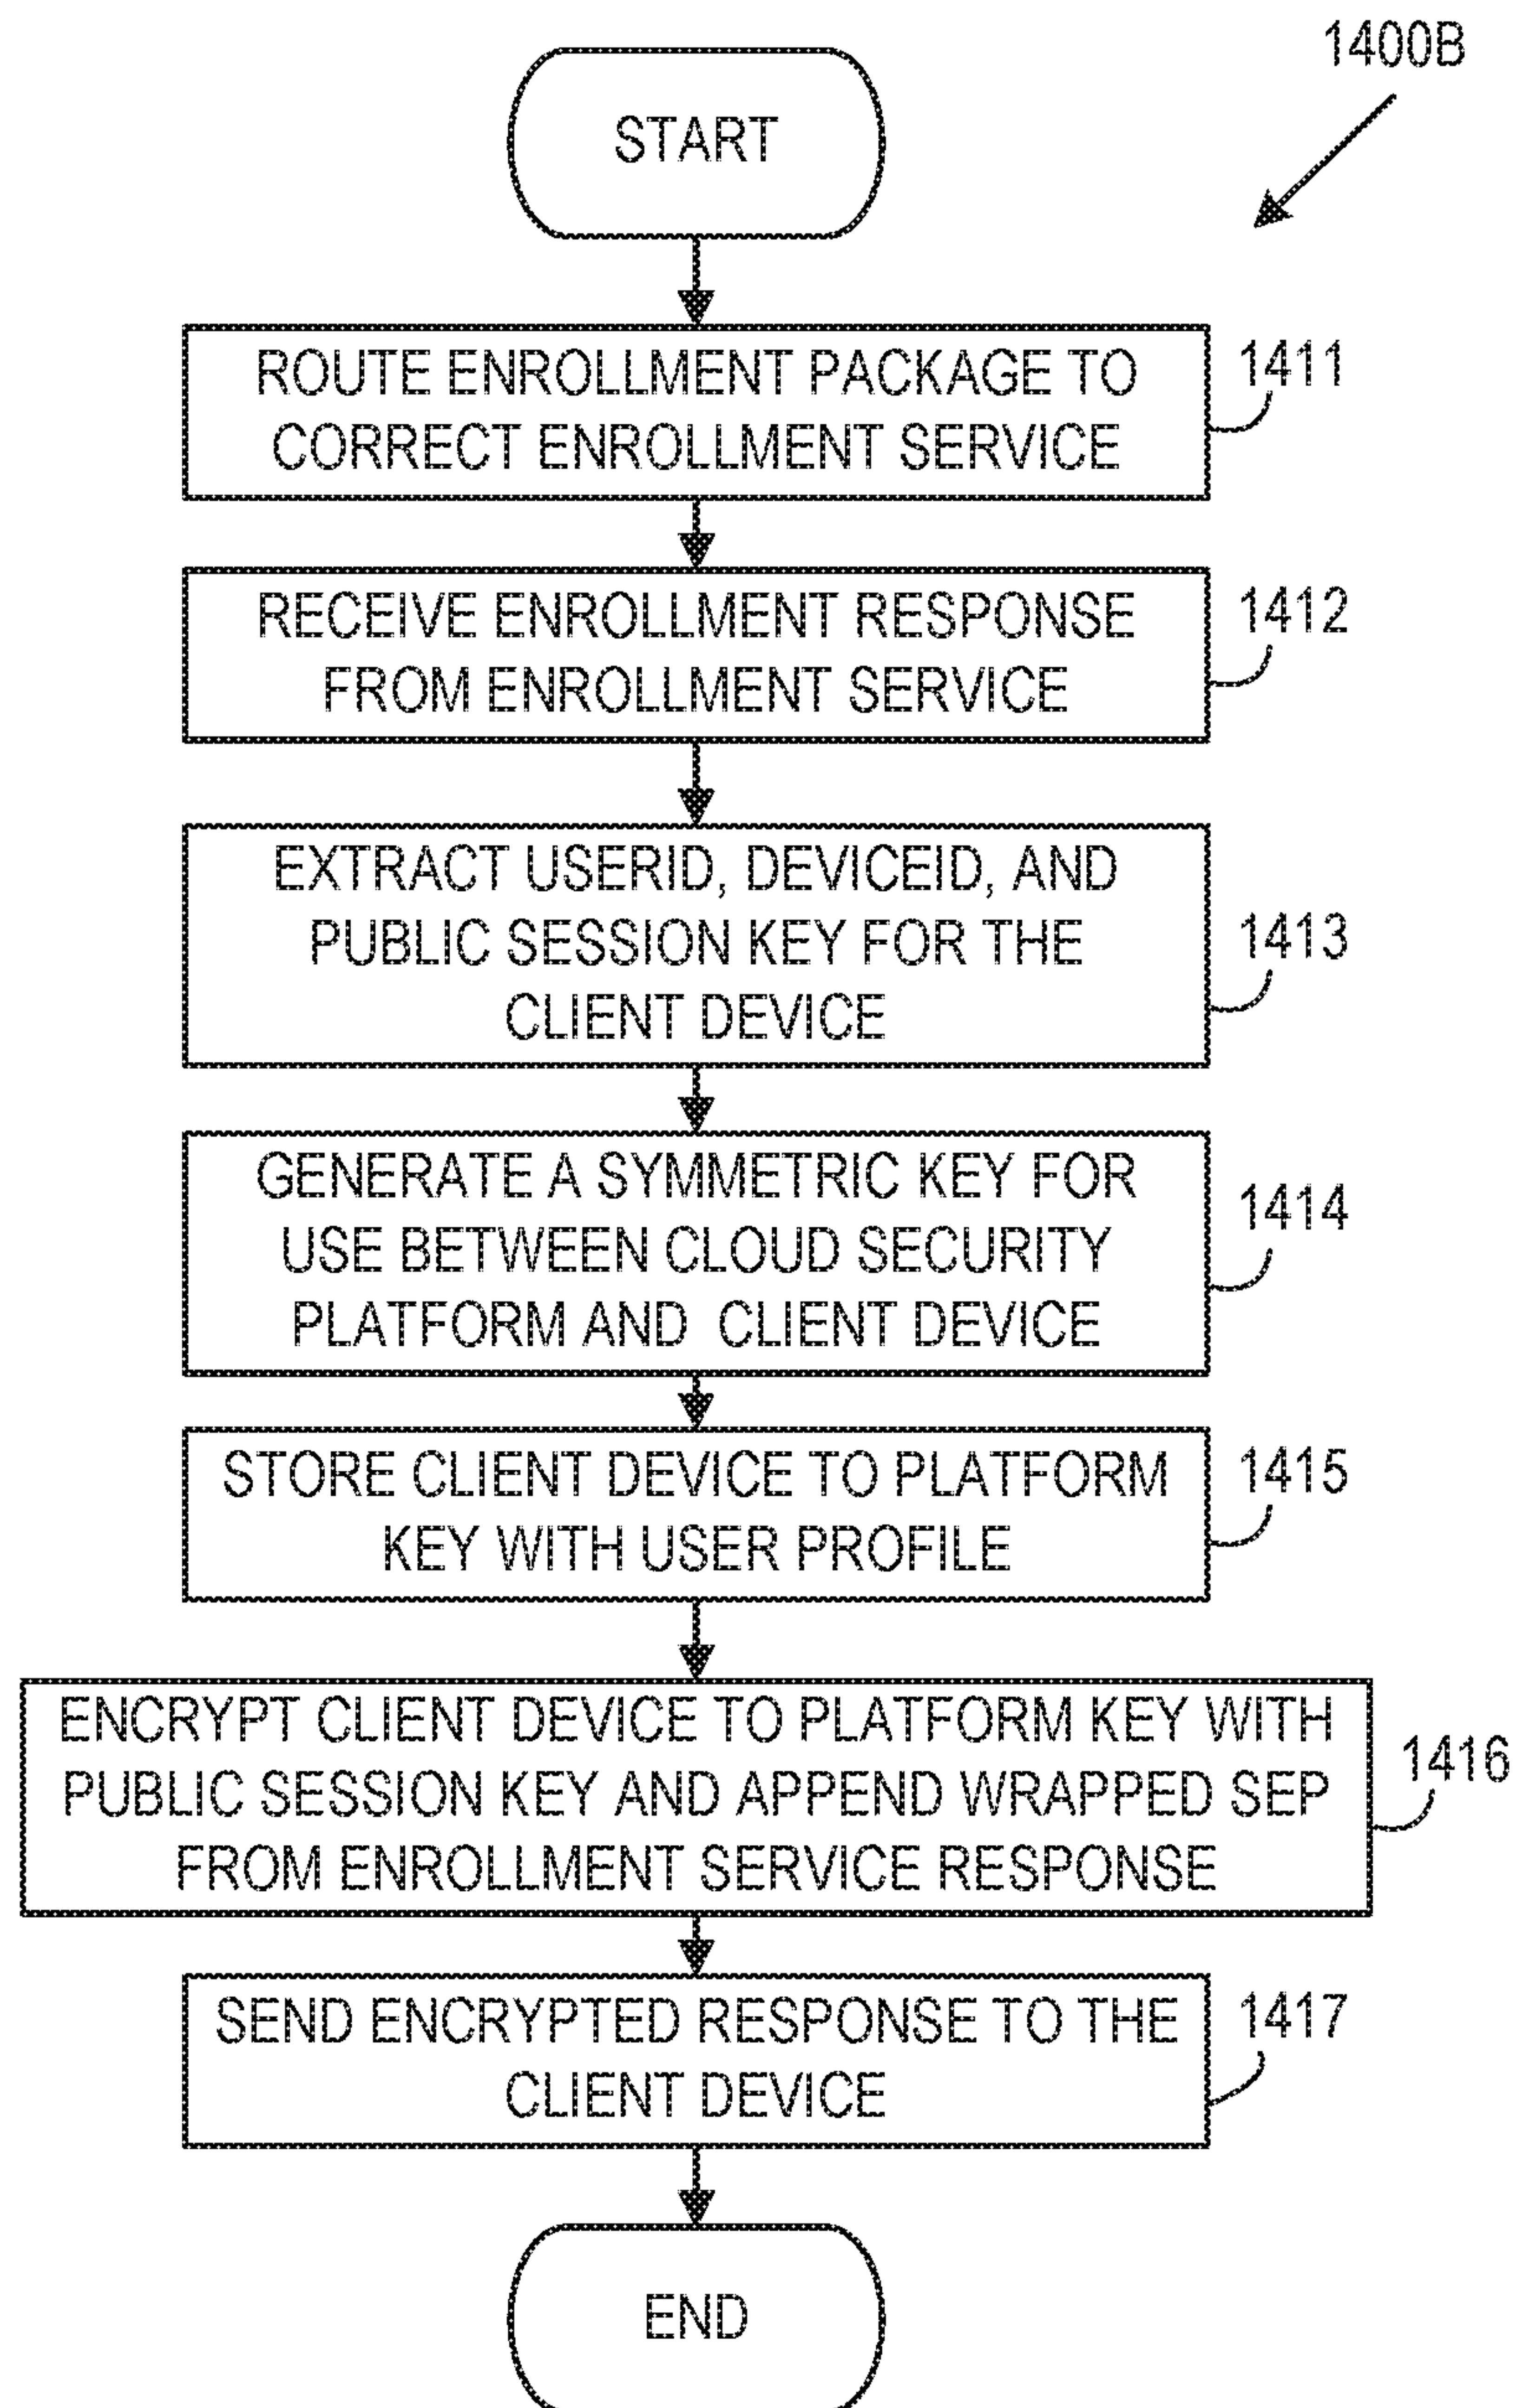 1400B
START
ROUTE ENROLLMENT PACKAGE TO
CORRECT ENROLLMENT SERVICE
1411
RECEIVE ENROLLMENT RESPONSE
FROM ENROLLMENT SERVICE
1412
EXTRACT USERID, DEVICEID, AND
PUBLIC SESSION KEY FOR THE
CLIENT DEVICE
1413
GENERATE A SYMMETRIC KEY FOR
USE BETWEEN CLOUD SECURITY
PLATFORM AND CLIENT DEVICE
1414
STORE CLIENT DEVICE TO PLATFORM
KEY WITH USER PROFILE
1415
ENCRYPT CLIENT DEVICE TO PLATFORM KEY WITH
PUBLIC SESSION KEY AND APPEND WRAPPED SEP
FROM ENROLLMENT SERVICE RESPONSE
1416
SEND ENCRYPTED RESPONSE TO THE
CLIENT DEVICE
1417
END